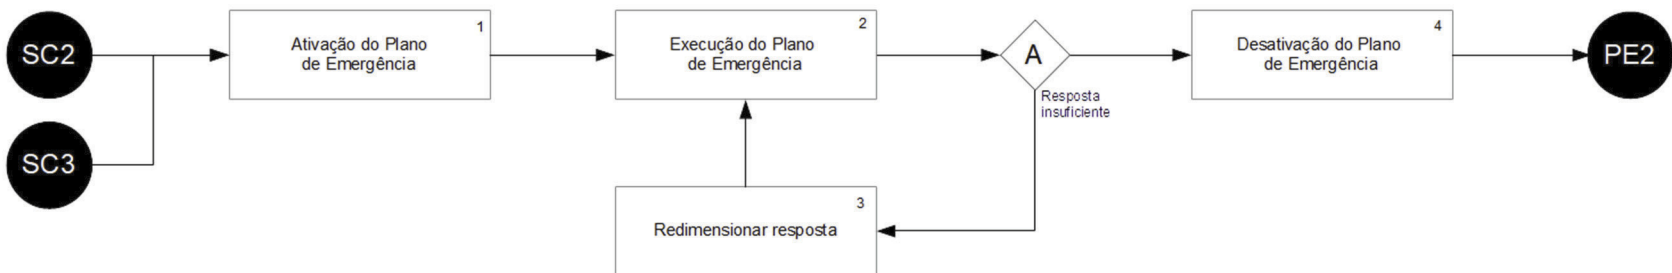 SC2
1
Ativação do Plano
de Emergência
2
Execução do Plano
de Emergência
A
4
Desativação do Plano
de Emergência
PE2
Resposta
insuficiente
SC3
3
Redimensionar resposta